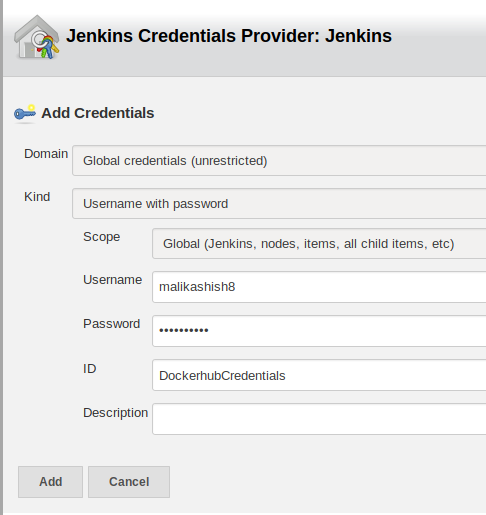 Jenkins Credentials Provider: Jenkins
Add Credentials
Domain Global credentials (unrestricted)
Kind Username with password
Scope Global (Jenkins, nodes, items, all child items, etc)
Username malikashish8
Password ••••••••••
ID DockerhubCredentials
Description
Add Cancel